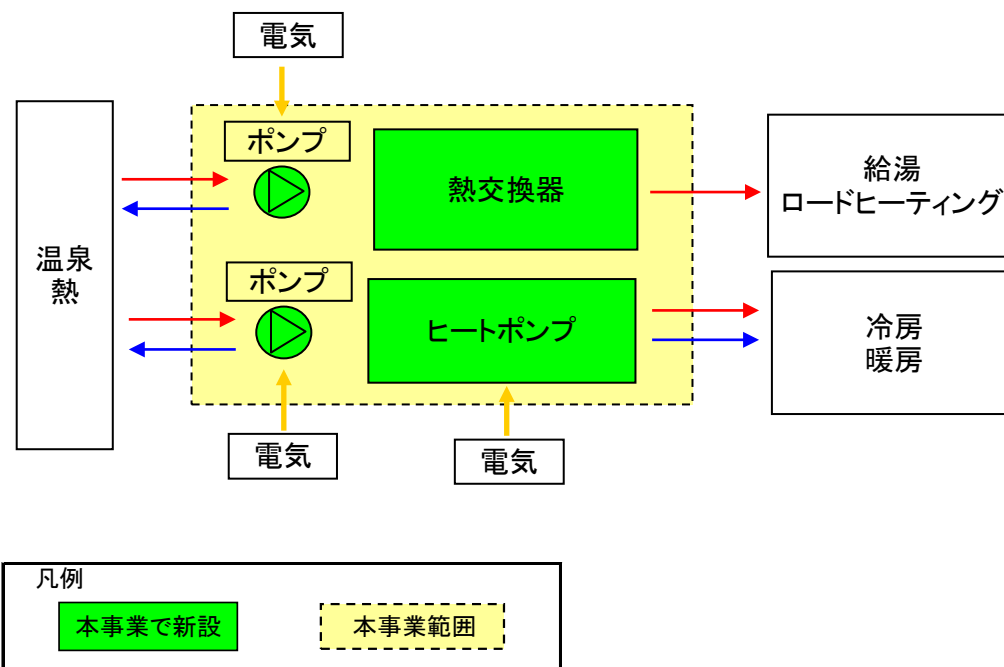 電気
ポンプ
熱交換器
給湯
ロードヒーティング
温泉
熱
ポンプ
ヒートポンプ
冷房
暖房
電気
電気
凡例
本事業で新設
本事業範囲